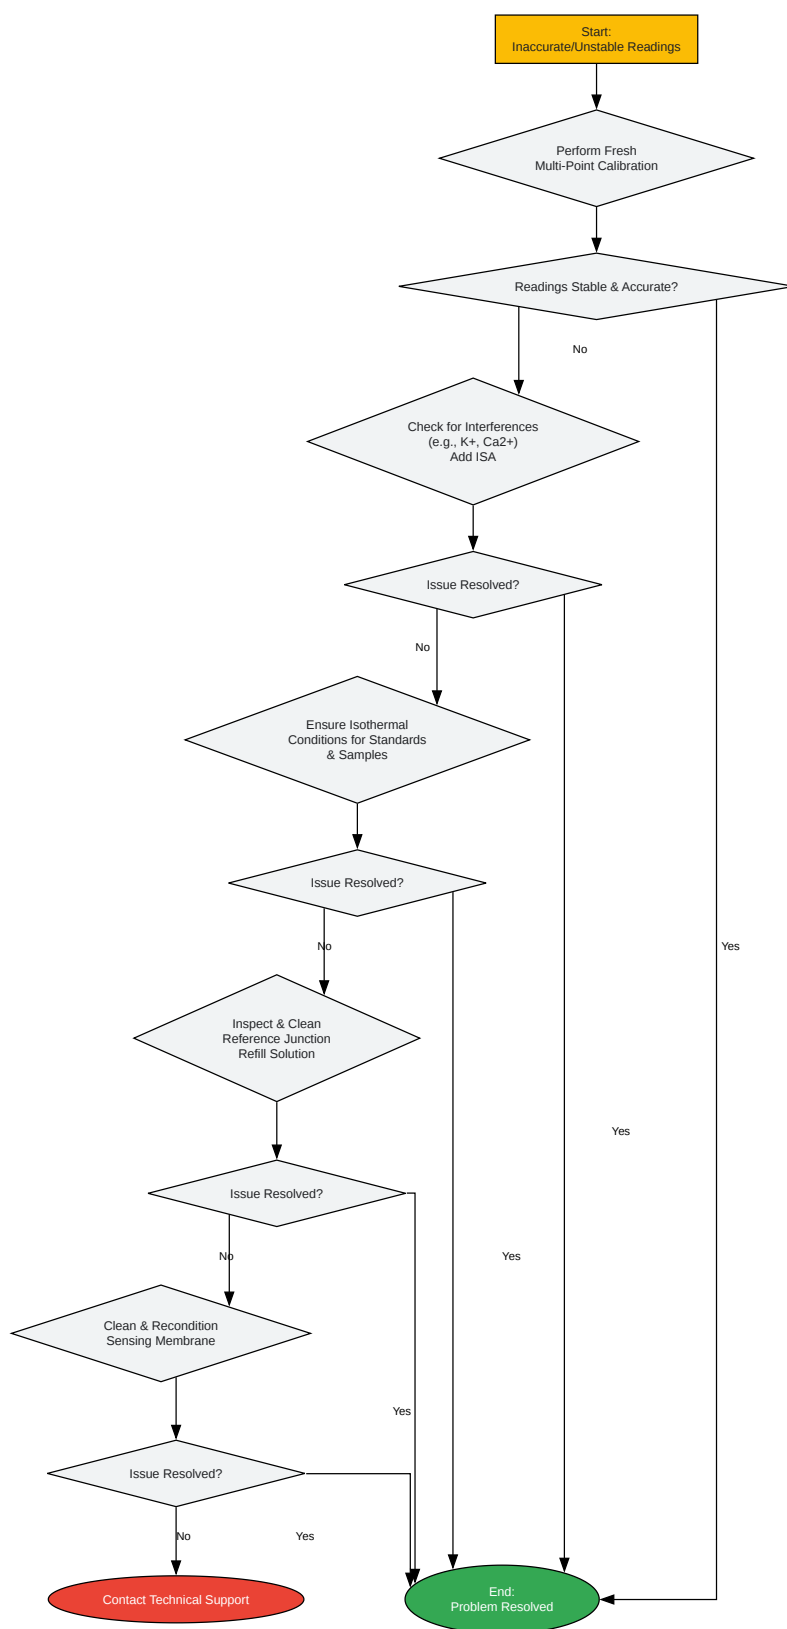 Start:
Inaccurate/Unstable Readings
Perform Fresh
Multi-Point Calibration
Readings Stable & Accurate?
No
Check for Interferences
(e.g., K+, Ca2+)
Add ISA
Issue Resolved?
No
Ensure Isothermal
Conditions for Standards
& Samples
Issue Resolved?
No
Yes
Inspect & Clean
Reference Junction
Refill Solution
Yes
Issue Resolved?
No
Yes
Clean & Recondition
Sensing Membrane
Yes
Issue Resolved?
No
Yes
Contact Technical Support
End:
Problem Resolved